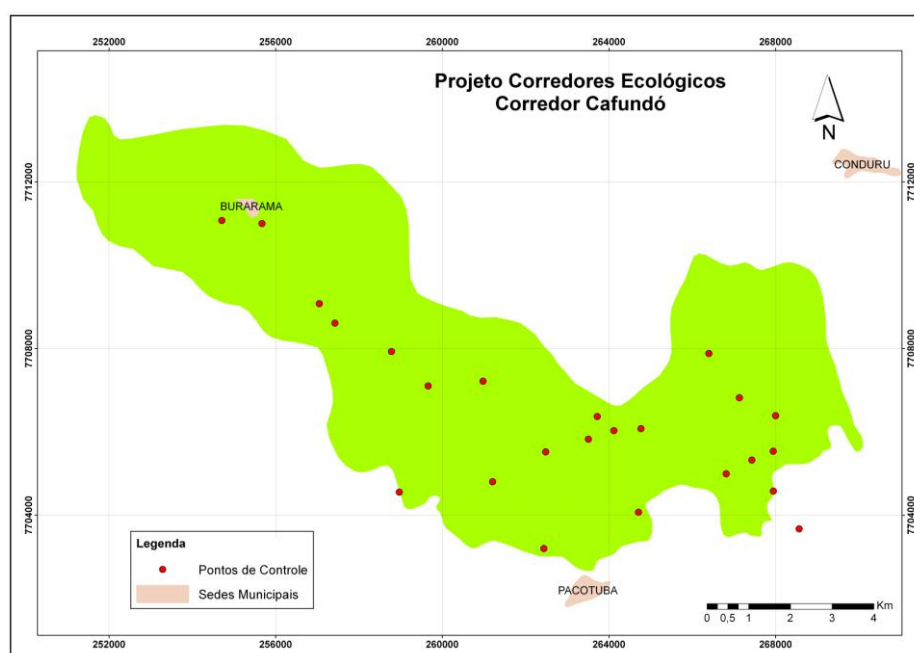 252000 256000 260000 264000 268000
Projeto Corredores Ecológicos
Corredor Cafundó
N
CONDURU
7712000 7712000
BURARAMA
7708000 7708000
7704000 7704000
Legenda
Pontos de Controle
Sedes Municipais
PACOTUBA
Km
0 0,5 1 2 3 4
252000 256000 260000 264000 268000